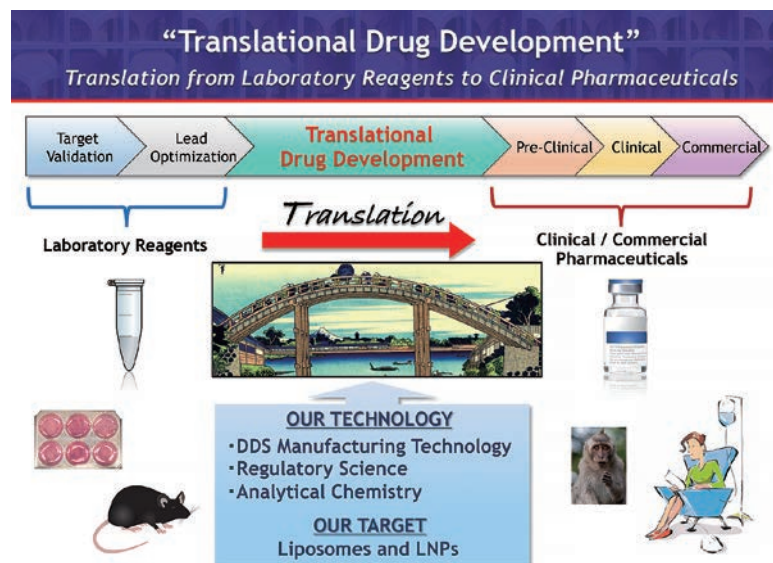 “Translational Drug Development”
Translation from Laboratory Reagents to Clinical Pharmaceuticals
Target
Validation
Lead
Optimization
Translational
Drug Development
Pre-Clinical
Clinical
Commercial
Translation
Laboratory Reagents
Clinical / Commercial
Pharmaceuticals
OUR TECHNOLOGY
・DDS Manufacturing Technology
・Regulatory Science
・Analytical Chemistry
OUR TARGET
Liposomes and LNPs